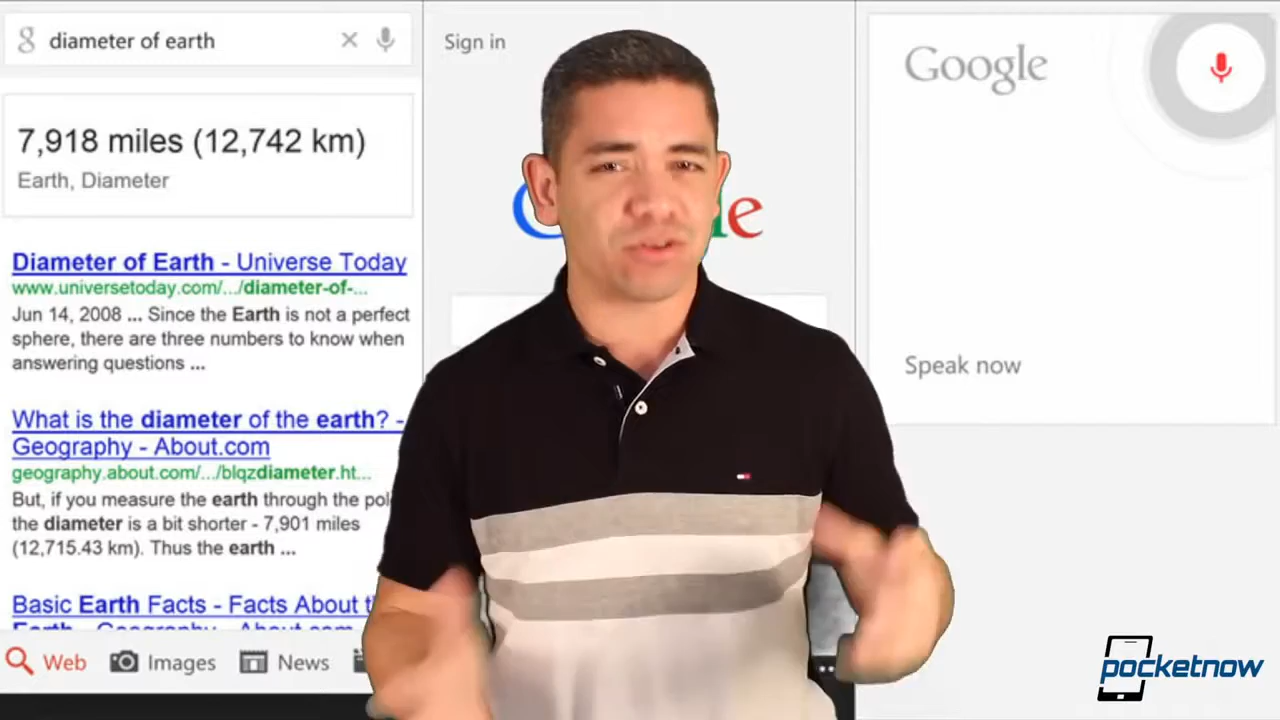 diameter of earth
7,918 miles (12,742 km)
Earth, Diameter
Diameter of Earth - Universe Today
www.universetoday.com/.../diameter-of-...
Jun 14, 2008 ... Since the Earth is not a perfect
sphere, there are three numbers to know when
answering questions ...
What is the diameter of the earth? -
Geography - About.com
geography.about.com/.../blqzdiameter.ht...
But, if you measure the earth through the
the diameter is a bit shorter - 7,901 miles
(12,715.43 km). Thus the earth ...
Basic Earth Facts - Facts About
Earth - Geography - About.com
Web
Images
News
Sign in
Google
Speak now
pocketnow